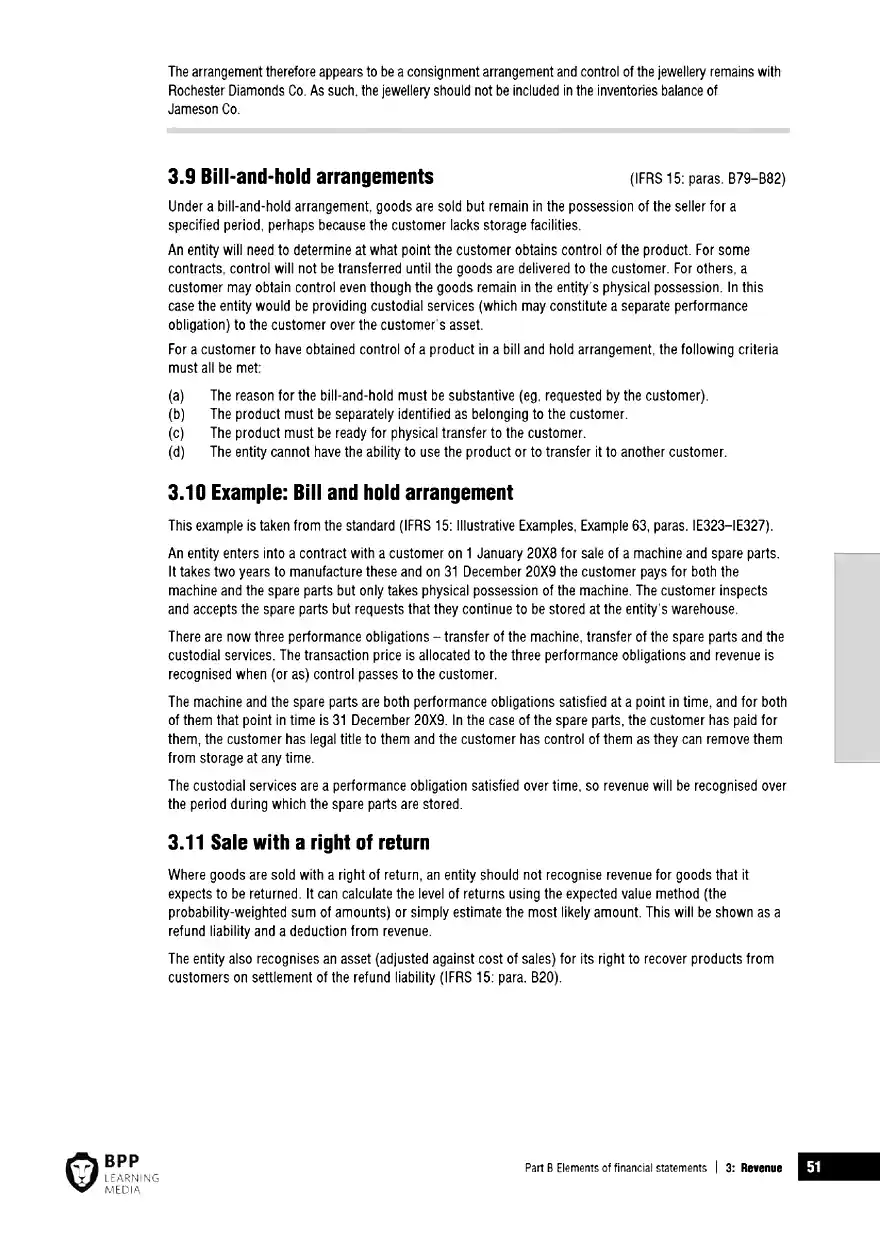 The arrangement therefore appears to be a consignment arrangement and control of the jewellery remains with
Rochester Diamonds Co. As such, the jewellery should not be included in the inventories balance of
Jameson Co.
3.9 Bill-and-hold arrangements (IFRS 15: paras. B79–B82)
Under a bill-and-hold arrangement, goods are sold but remain in the possession of the seller for a
specified period, perhaps because the customer lacks storage facilities.
An entity will need to determine at what point the customer obtains control of the product. For some
contracts, control will not be transferred until the goods are delivered to the customer. For others, a
customer may obtain control even though the goods remain in the entity's physical possession. In this
case the entity would be providing custodial services (which may constitute a separate performance
obligation) to the customer over the customer's asset.
For a customer to have obtained control of a product in a bill and hold arrangement, the following criteria
must all be met:
(a) The reason for the bill-and-hold must be substantive (eg, requested by the customer).
(b) The product must be separately identified as belonging to the customer.
(c) The product must be ready for physical transfer to the customer.
(d) The entity cannot have the ability to use the product or to transfer it to another customer.
3.10 Example: Bill and hold arrangement
This example is taken from the standard (IFRS 15: Illustrative Examples, Example 63, paras. IE323–IE327).
An entity enters into a contract with a customer on 1 January 20X8 for sale of a machine and spare parts.
It takes two years to manufacture these and on 31 December 20X9 the customer pays for both the
machine and the spare parts but only takes physical possession of the machine. The customer inspects
and accepts the spare parts but requests that they continue to be stored at the entity's warehouse.
There are now three performance obligations – transfer of the machine, transfer of the spare parts and the
custodial services. The transaction price is allocated to the three performance obligations and revenue is
recognised when (or as) control passes to the customer.
The machine and the spare parts are both performance obligations satisfied at a point in time, and for both
of them that point in time is 31 December 20X9. In the case of the spare parts, the customer has paid for
them, the customer has legal title to them and the customer has control of them as they can remove them
from storage at any time.
The custodial services are a performance obligation satisfied over time, so revenue will be recognised over
the period during which the spare parts are stored.
3.11 Sale with a right of return
Where goods are sold with a right of return, an entity should not recognise revenue for goods that it
expects to be returned. It can calculate the level of returns using the expected value method (the
probability-weighted sum of amounts) or simply estimate the most likely amount. This will be shown as a
refund liability and a deduction from revenue.
The entity also recognises an asset (adjusted against cost of sales) for its right to recover products from
customers on settlement of the refund liability (IFRS 15: para. B20).
BPP
LEARNING
MEDIA
Part B Elements of financial statements | 3: Revenue 51